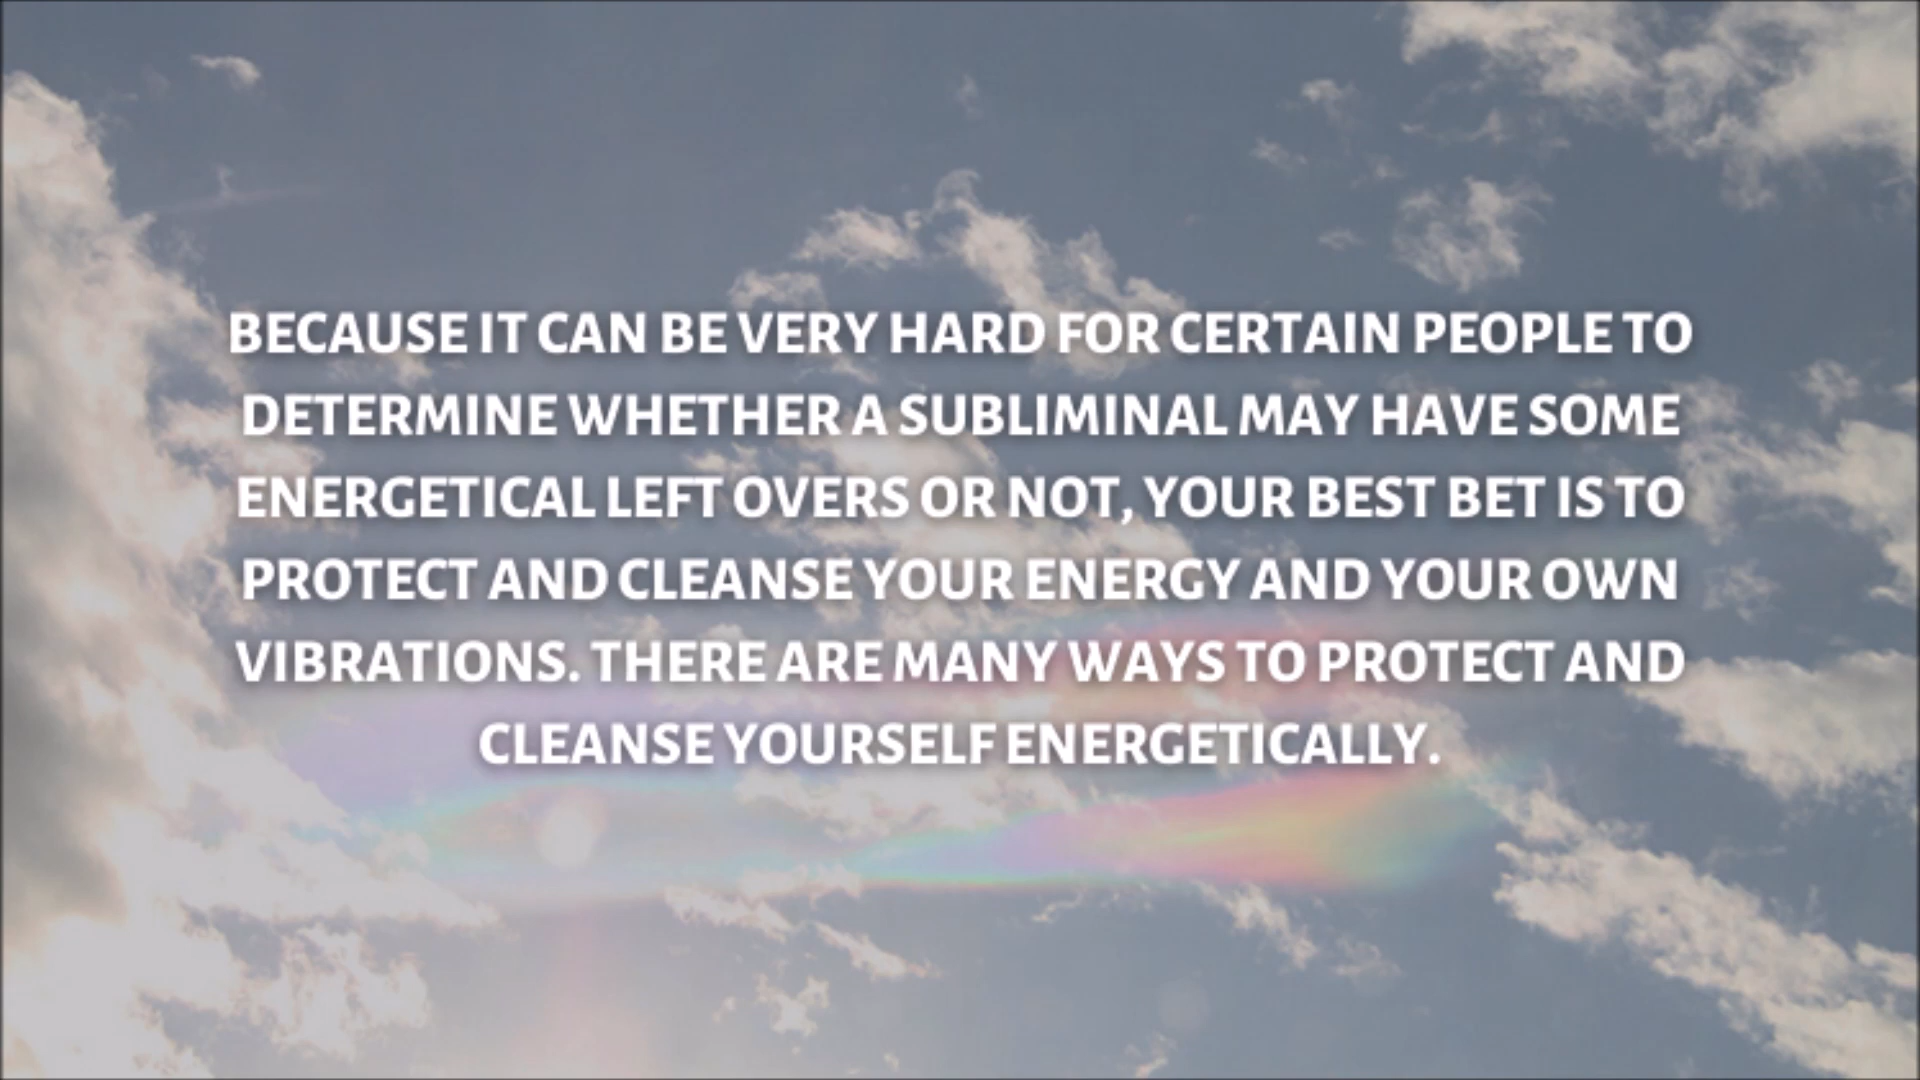 BECAUSE IT CAN BE VERY HARD FOR CERTAIN PEOPLE TO
DETERMINE WHETHER A SUBLIMINAL MAY HAVE SOME
ENERGETICAL LEFT OVERS OR NOT, YOUR BEST BET IS TO
PROTECT AND CLEANSE YOUR ENERGY AND YOUR OWN
VIBRATIONS. THERE ARE MANY WAYS TO PROTECT AND
CLEANSE YOURSELF ENERGETICALLY.